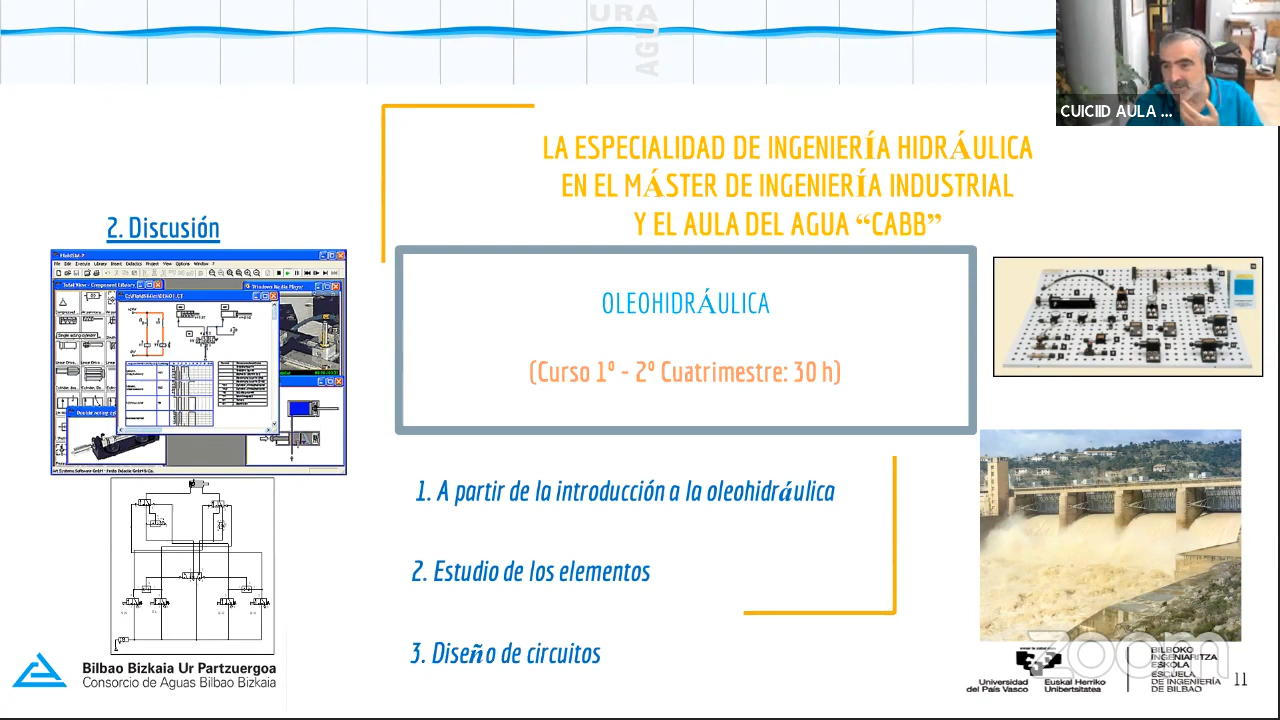 URA
AGUA
CUICIID AULA ...
LA ESPECIALIDAD DE INGENIERÍA HIDRÁULICA
EN EL MÁSTER DE INGENIERÍA INDUSTRIAL
Y EL AULA DEL AGUA “CABB”
2. Discusión
OLEOHIDRÁULICA
(Curso 1º - 2º Cuatrimestre: 30 h)
1. A partir de la introducción a la oleohidráulica
2. Estudio de los elementos
3. Diseño de circuitos
Bilbao Bizkaia Ur Partzuergoa
Consorcio de Aguas Bilbao Bizkaia
zoom
Universidad del País Vasco
Euskal Herriko Unibertsitatea
BILBOKO
INGENIARITZA
ESKOLA
ESCUELA
DE INGENIERÍA
DE BILBAO
11